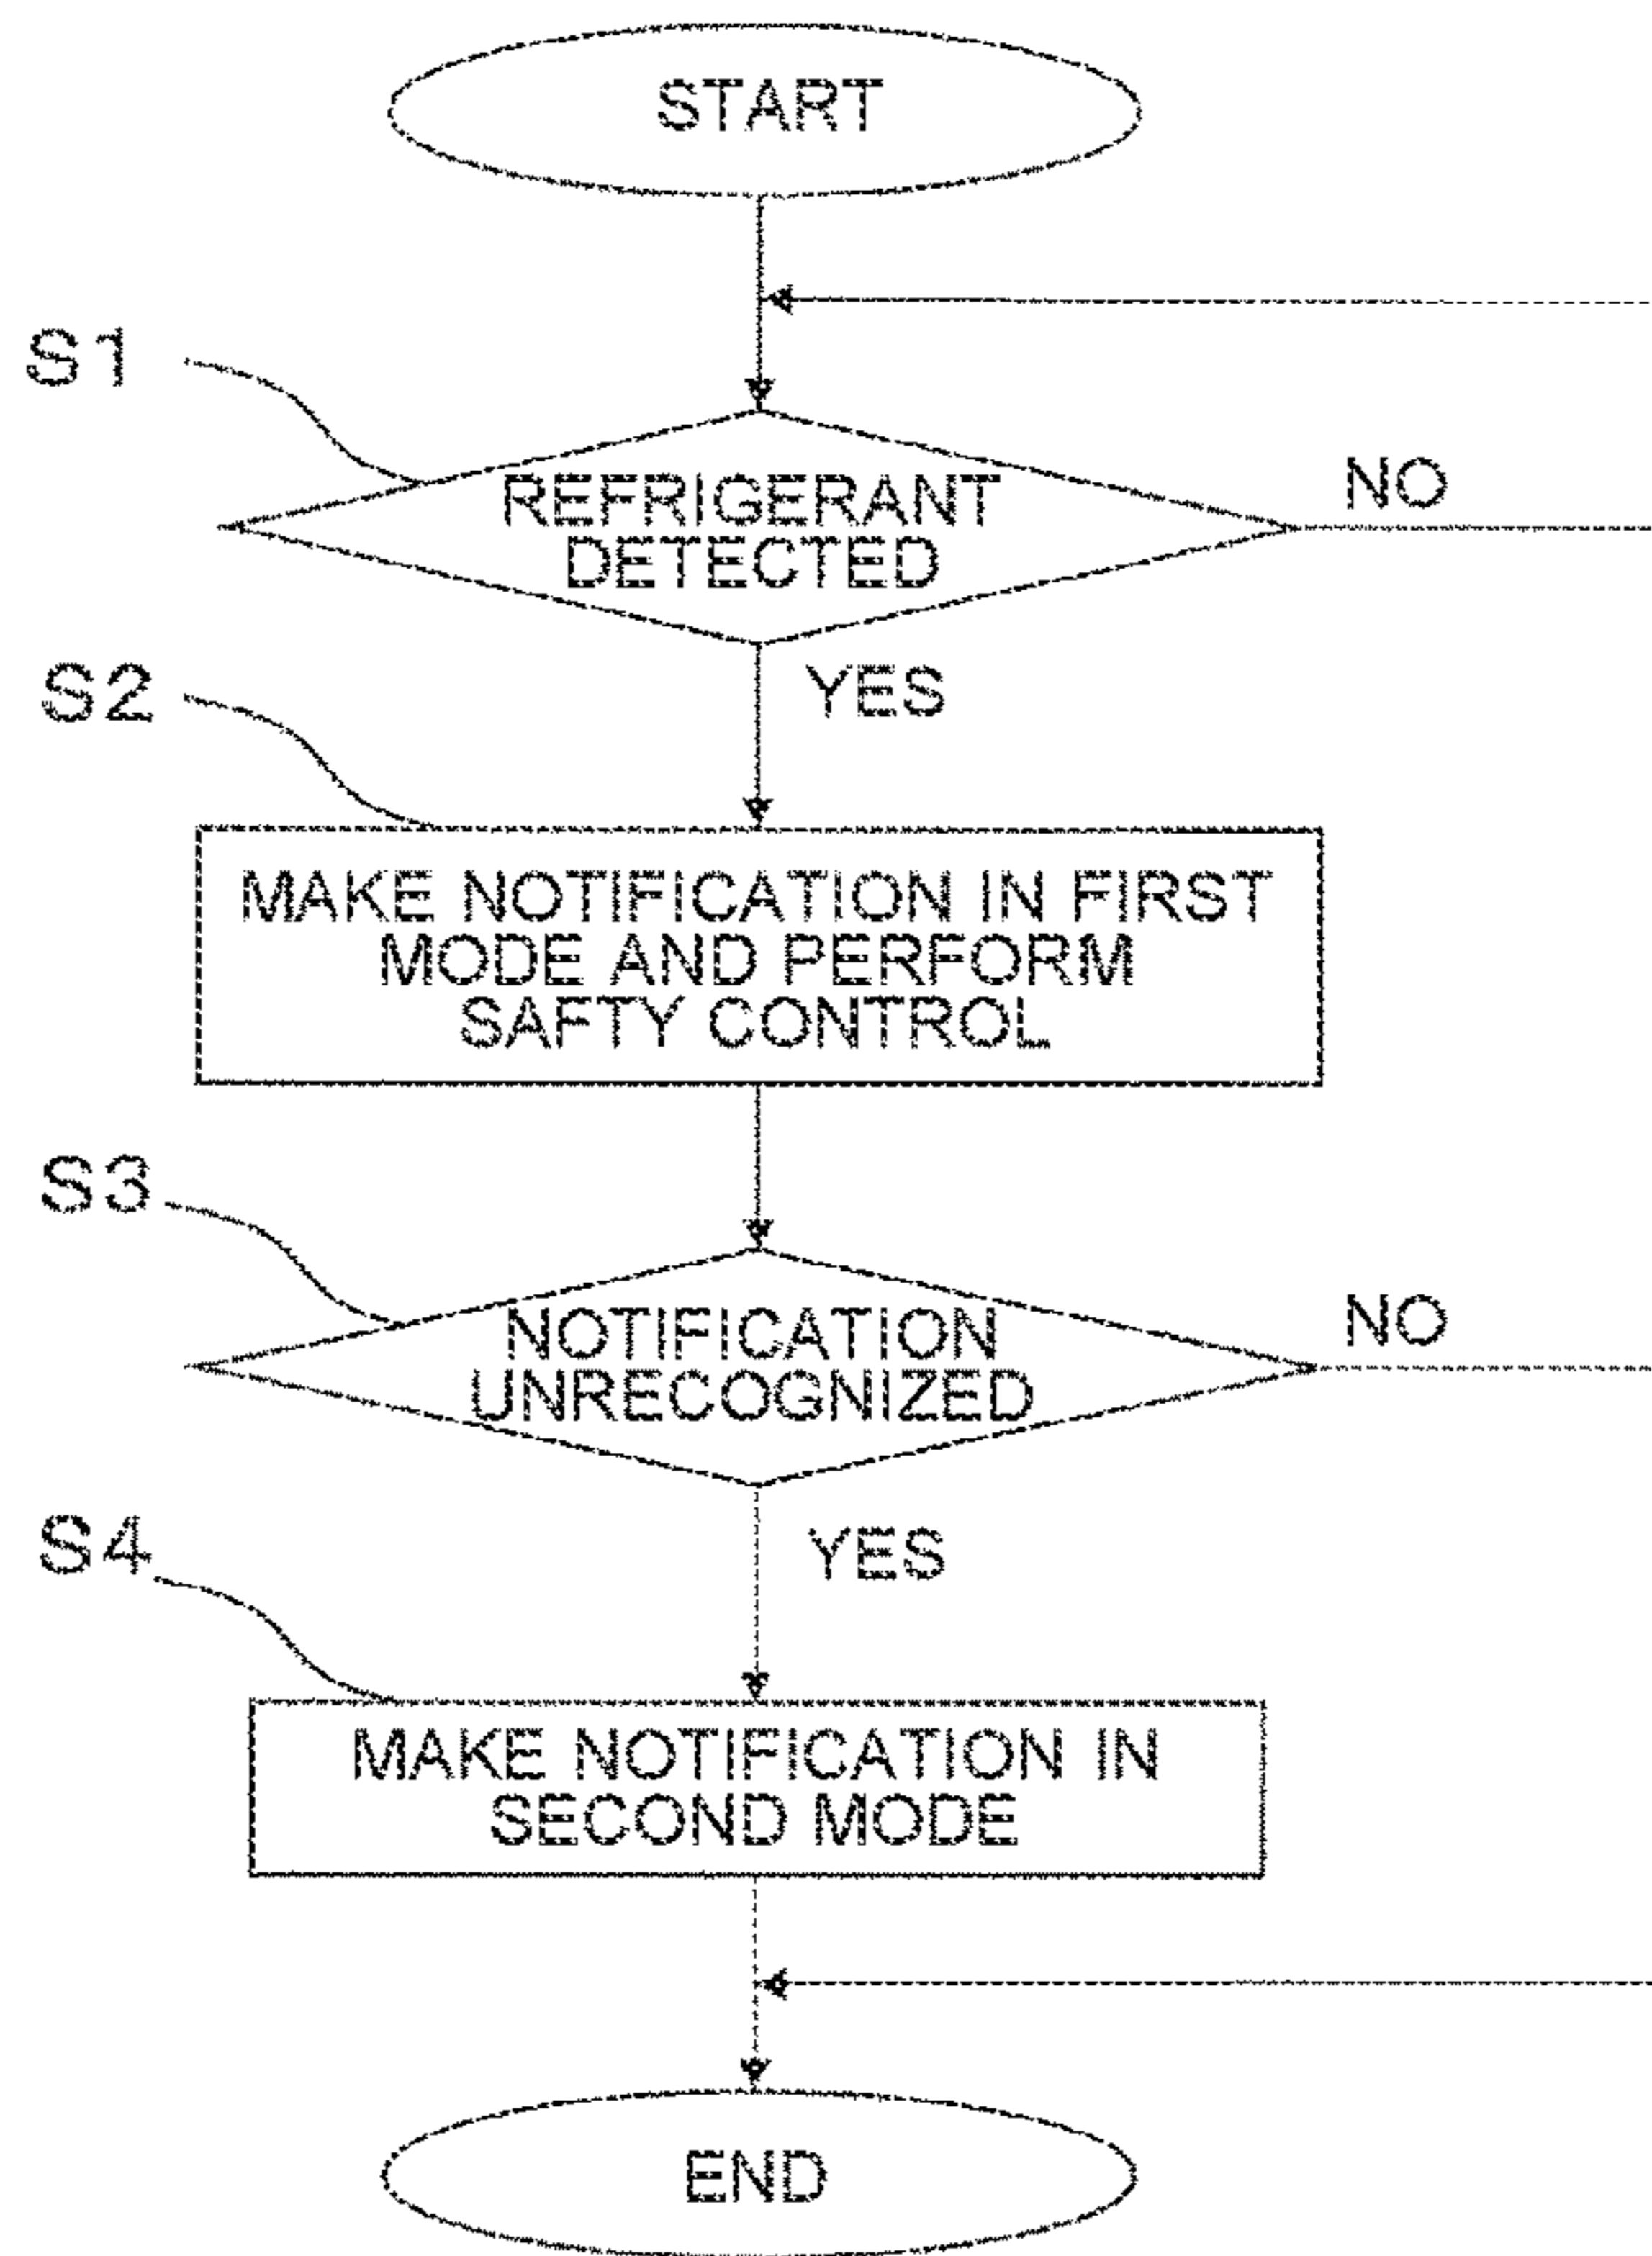 START
S1
REFRIGERANT
DETECTED
NO
S2
YES
MAKE NOTIFICATION IN FIRST
MODE AND PERFORM
SAFTY CONTROL
S3
NOTIFICATION
UNRECOGNIZED
NO
S4
YES
MAKE NOTIFICATION IN
SECOND MODE
END